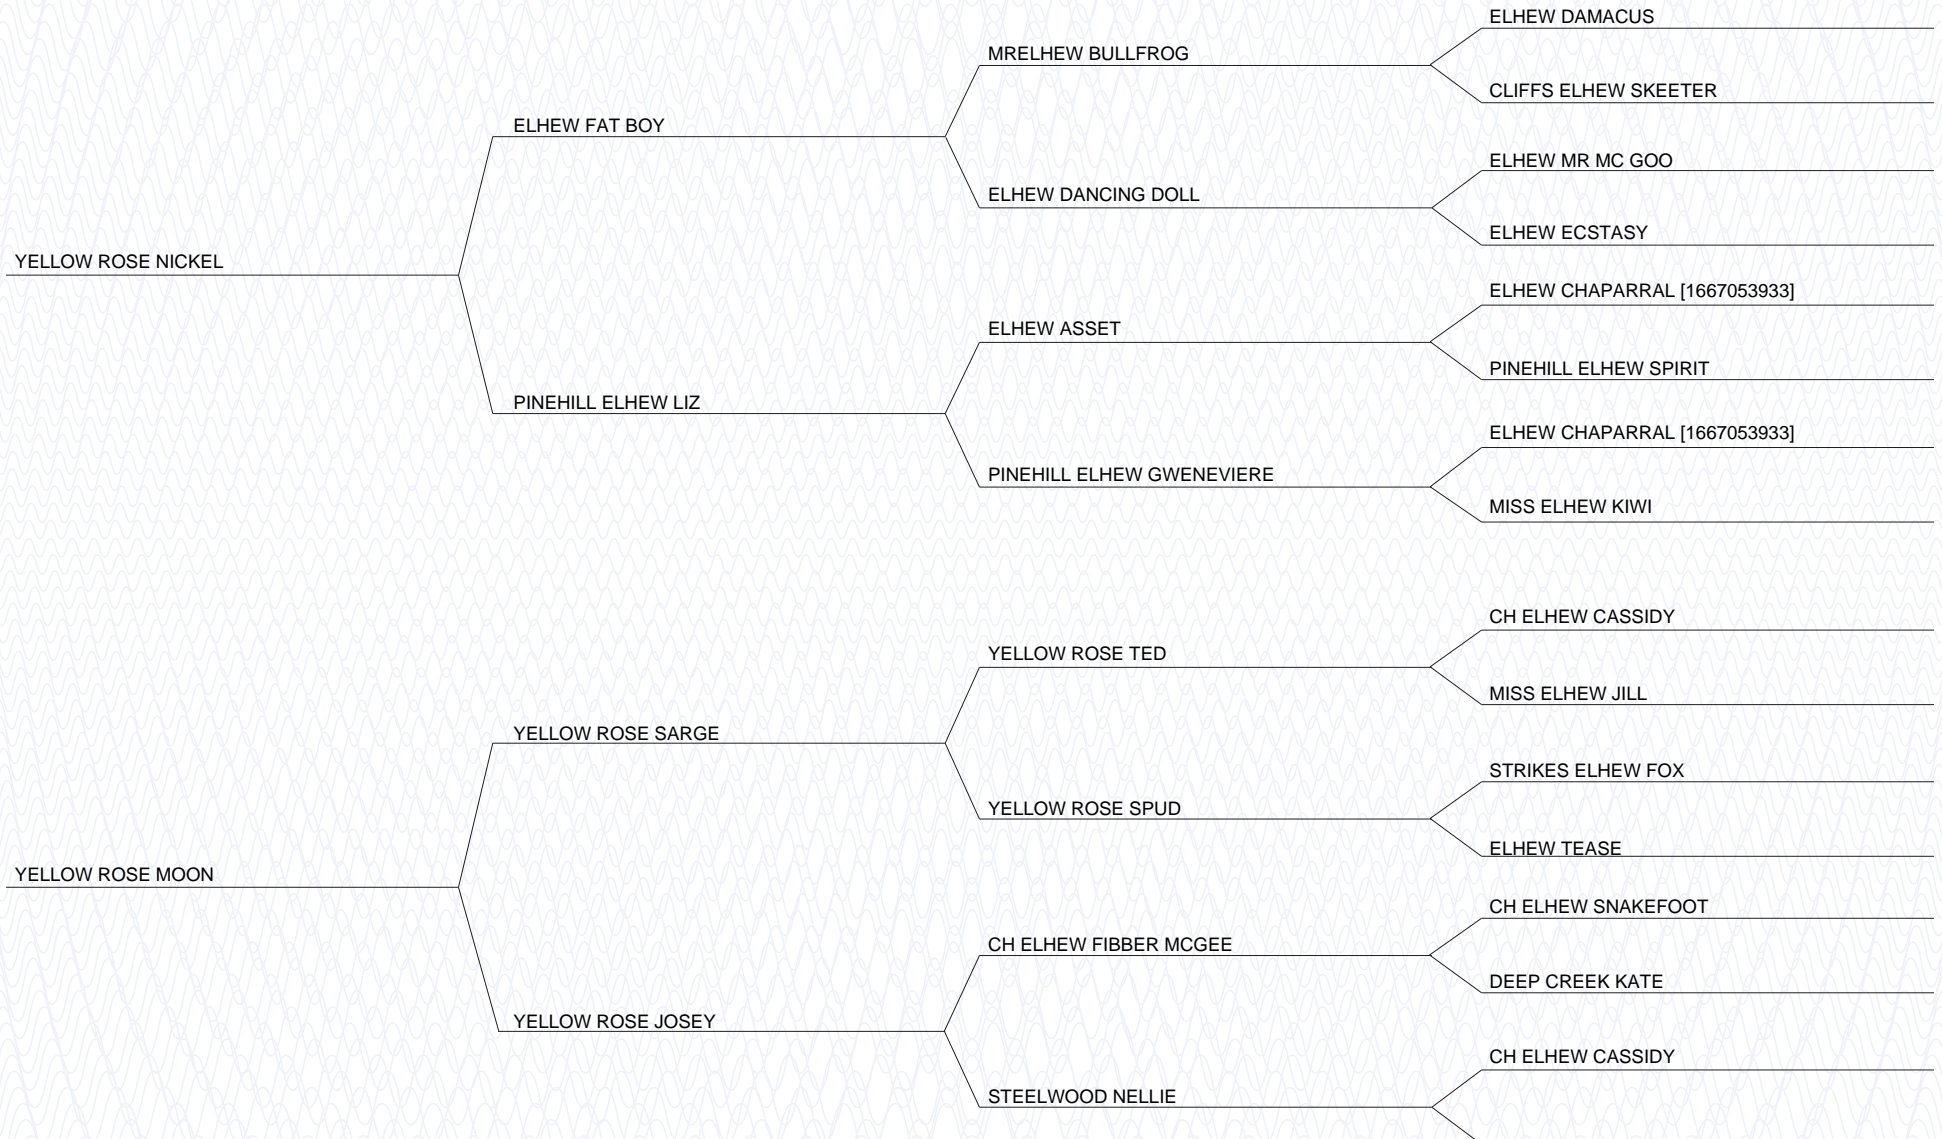 ELHEW DAMACUS
MRELHEW BULLFROG
CLIFFS ELHEW SKEETER
ELHEW FAT BOY
ELHEW MR MC GOO
ELHEW DANCING DOLL
ELHEW ECSTASY
YELLOW ROSE NICKEL
ELHEW CHAPARRAL [1667053933]
ELHEW ASSET
PINEHILL ELHEW SPIRIT
PINEHILL ELHEW LIZ
ELHEW CHAPARRAL [1667053933]
PINEHILL ELHEW GWENEVIERE
MISS ELHEW KIWI
CH ELHEW CASSIDY
YELLOW ROSE TED
MISS ELHEW JILL
YELLOW ROSE SARGE
STRIKES ELHEW FOX
YELLOW ROSE SPUD
ELHEW TEASE
YELLOW ROSE MOON
CH ELHEW SNAKEFOOT
CH ELHEW FIBBER MCGEE
DEEP CREEK KATE
YELLOW ROSE JOSEY
CH ELHEW CASSIDY
STEELWOOD NELLIE